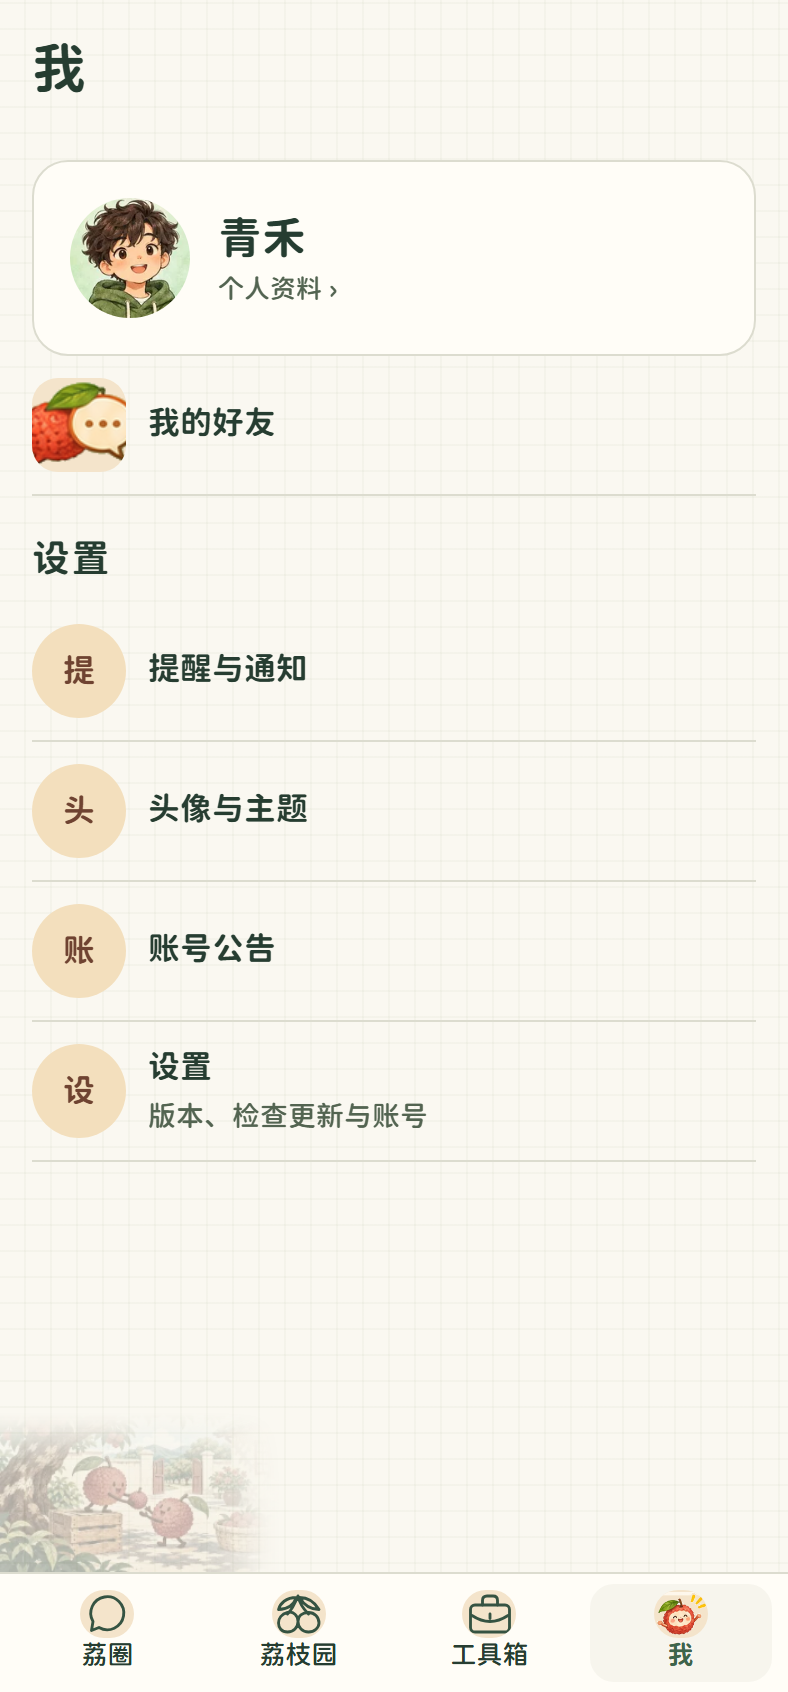 我
青禾
个人资料 ›
我的好友
设置
提 提醒与通知
头 头像与主题
账 账号公告
设 设置
版本、检查更新与账号
荔圈 荔枝园 工具箱 我